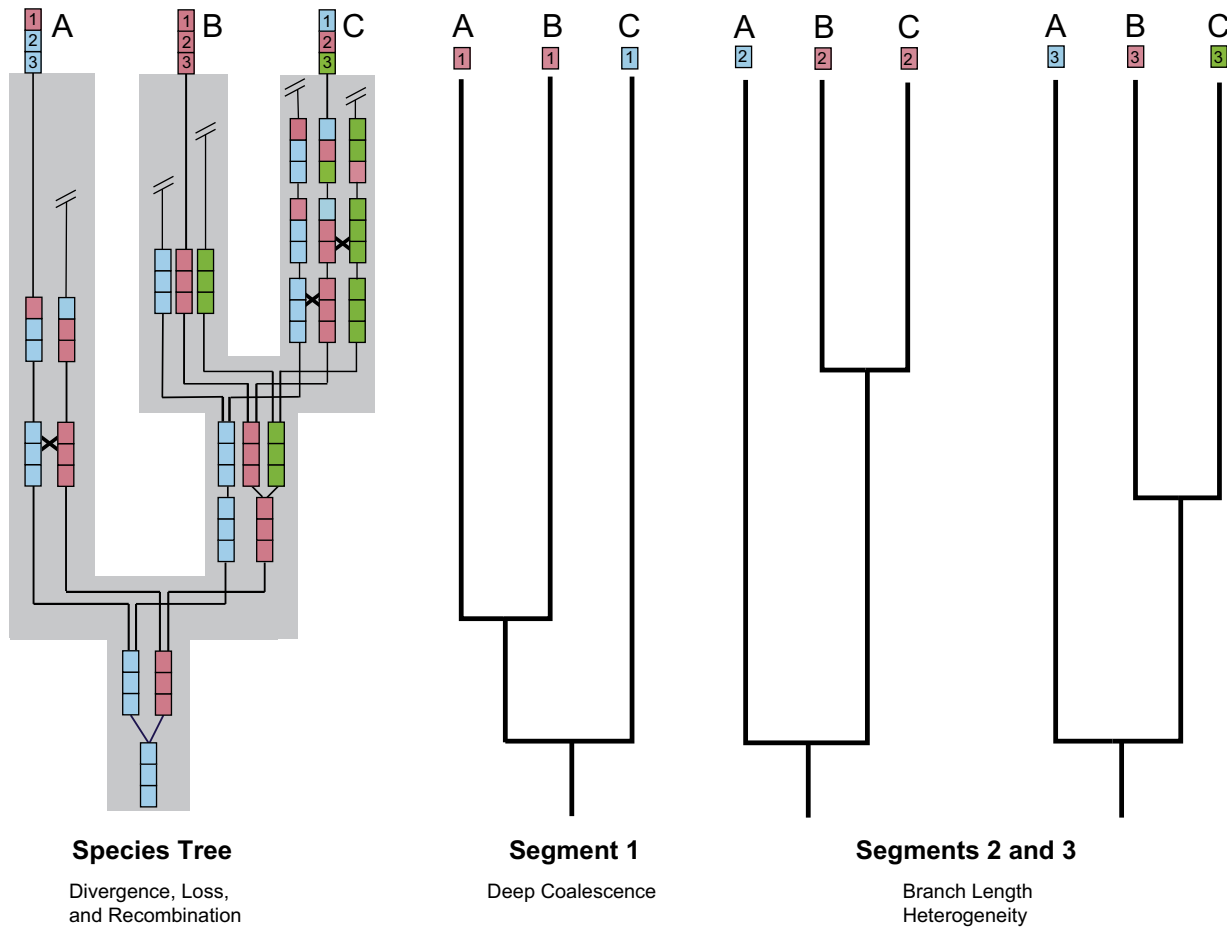 A B C A B C A B C A B C
1 1 1
2 2 2
3 3 3
1 1 1
2 2 2
3 3 3
Species Tree
Divergence, Loss,
and Recombination
Segment 1
Deep Coalescence
Segments 2 and 3
Branch Length
Heterogeneity